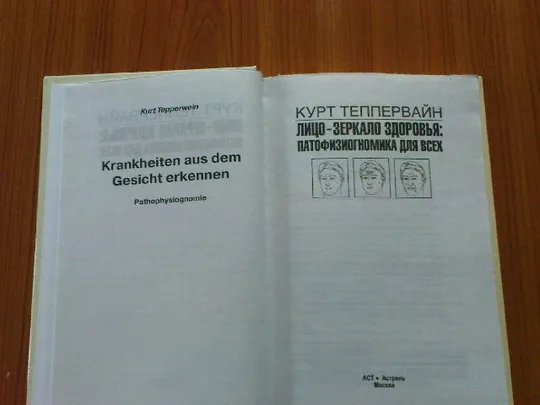 Kurt Tepperwein
Krankheiten aus dem
Gesicht erkennen
Pathophysiognomie
КУРТ ТЕППЕРВАЙН
ЛИЦО-ЗЕРКАЛО ЗДОРОВЬЯ:
ПАТОФИЗИОГНОМИКА ДЛЯ ВСЕХ
АСТ • Астрель
Москва